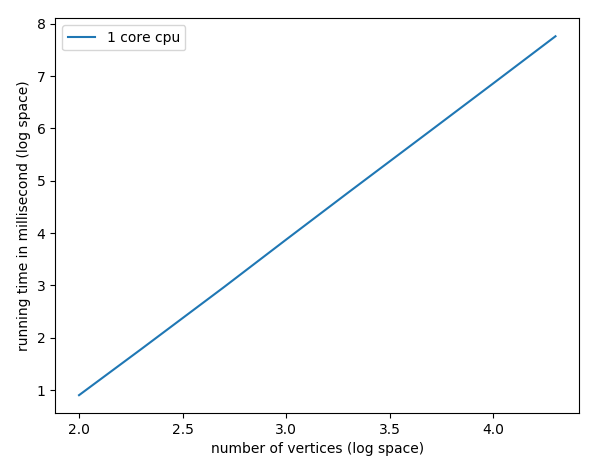 1 core cpu
running time in millisecond (log space)
8
7
6
5
4
3
2
1
2.0 2.5 3.0 3.5 4.0
number of vertices (log space)